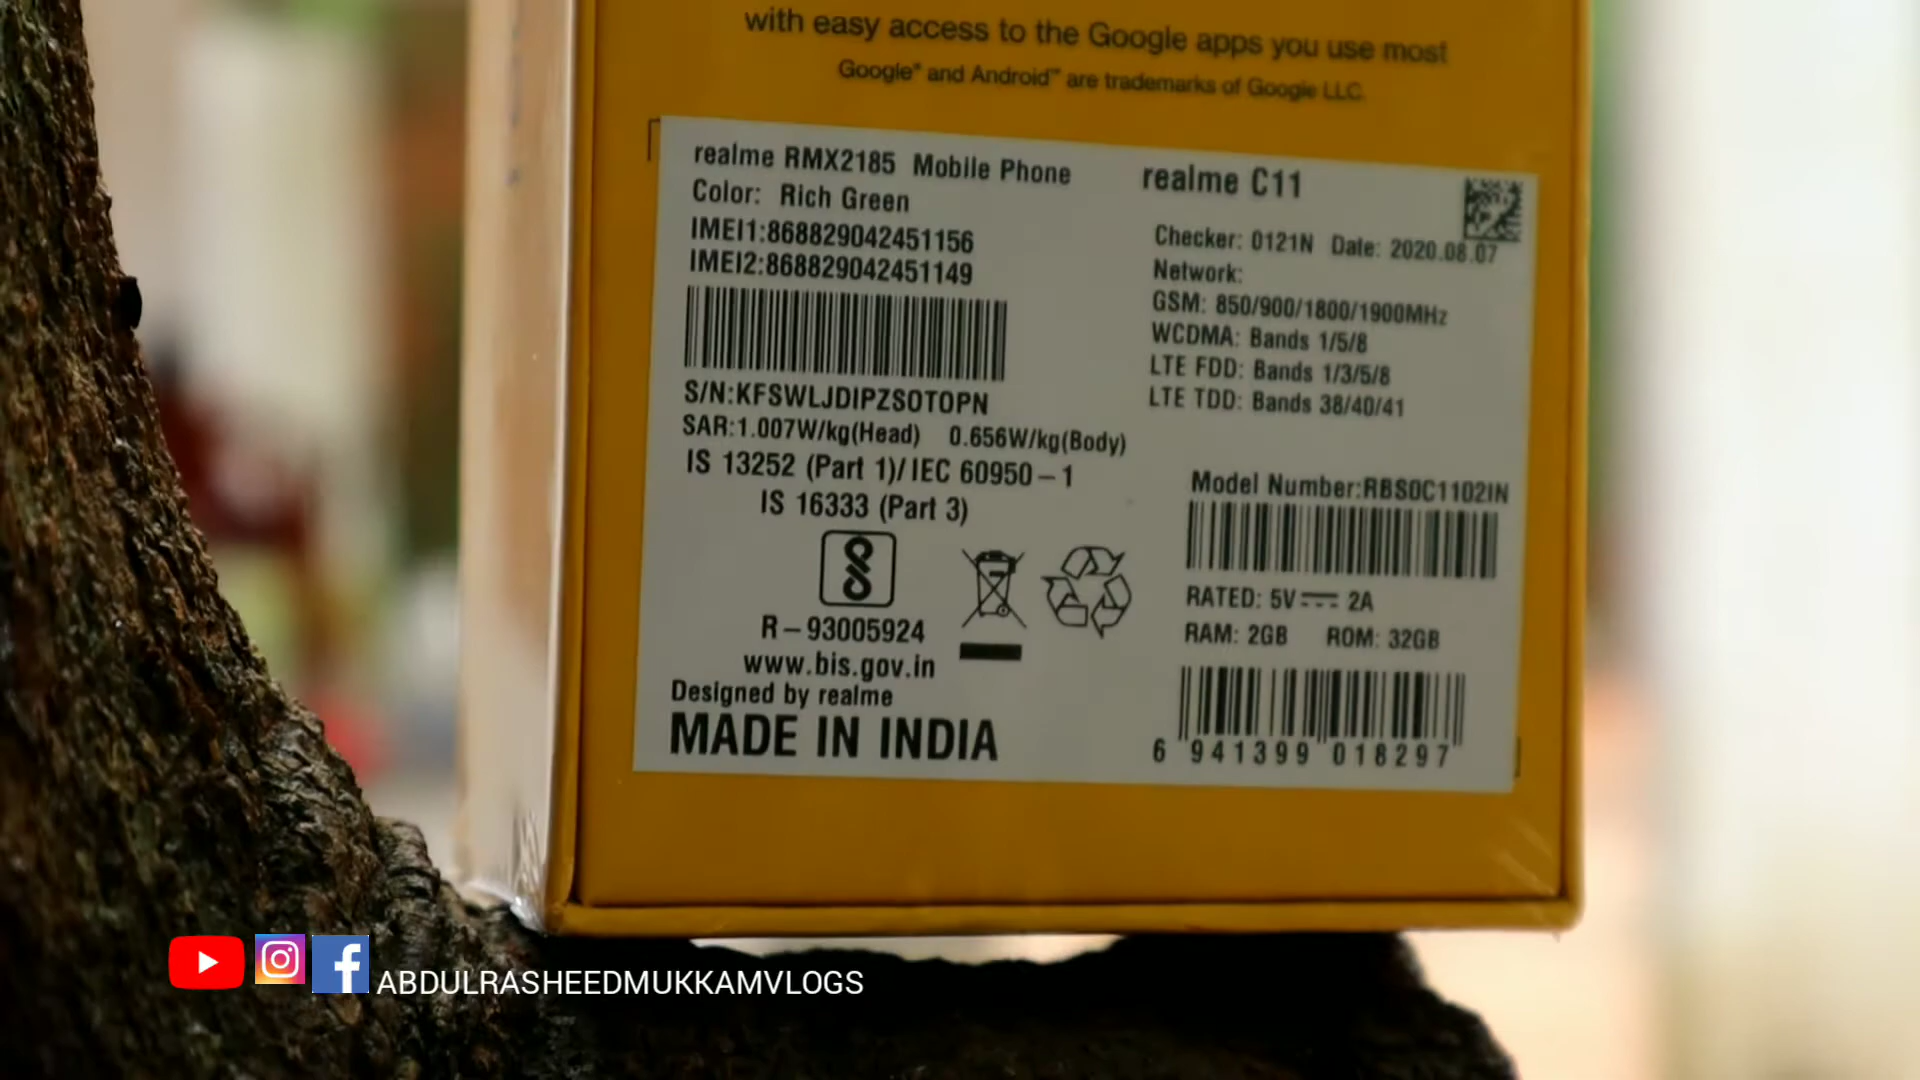 with easy access to the Google apps you use most
Google® and Android™ are trademarks of Google LLC.
realme RMX2185 Mobile Phone
Color: Rich Green
IMEI1:868829042451156
IMEI2:868829042451149
S/N:KFSWLJDIPZSOTOPN
SAR:1.007W/kg(Head) 0.656W/kg(Body)
IS 13252 (Part 1)/IEC 60950-1
IS 16333 (Part 3)
R-93005924
www.bis.gov.in
Designed by realme
MADE IN INDIA
realme C11
Checker: 0121N Date: 2020.08.07
Network:
GSM: 850/900/1800/1900MHz
WCDMA: Bands 1/5/8
LTE FDD: Bands 1/3/5/8
LTE TDD: Bands 38/40/41
Model Number:RBS0C1102IN
RATED: 5V 2A
RAM: 2GB ROM: 32GB
6 941399 018297
ABDULRASHEEDMUKKAMVLOGS